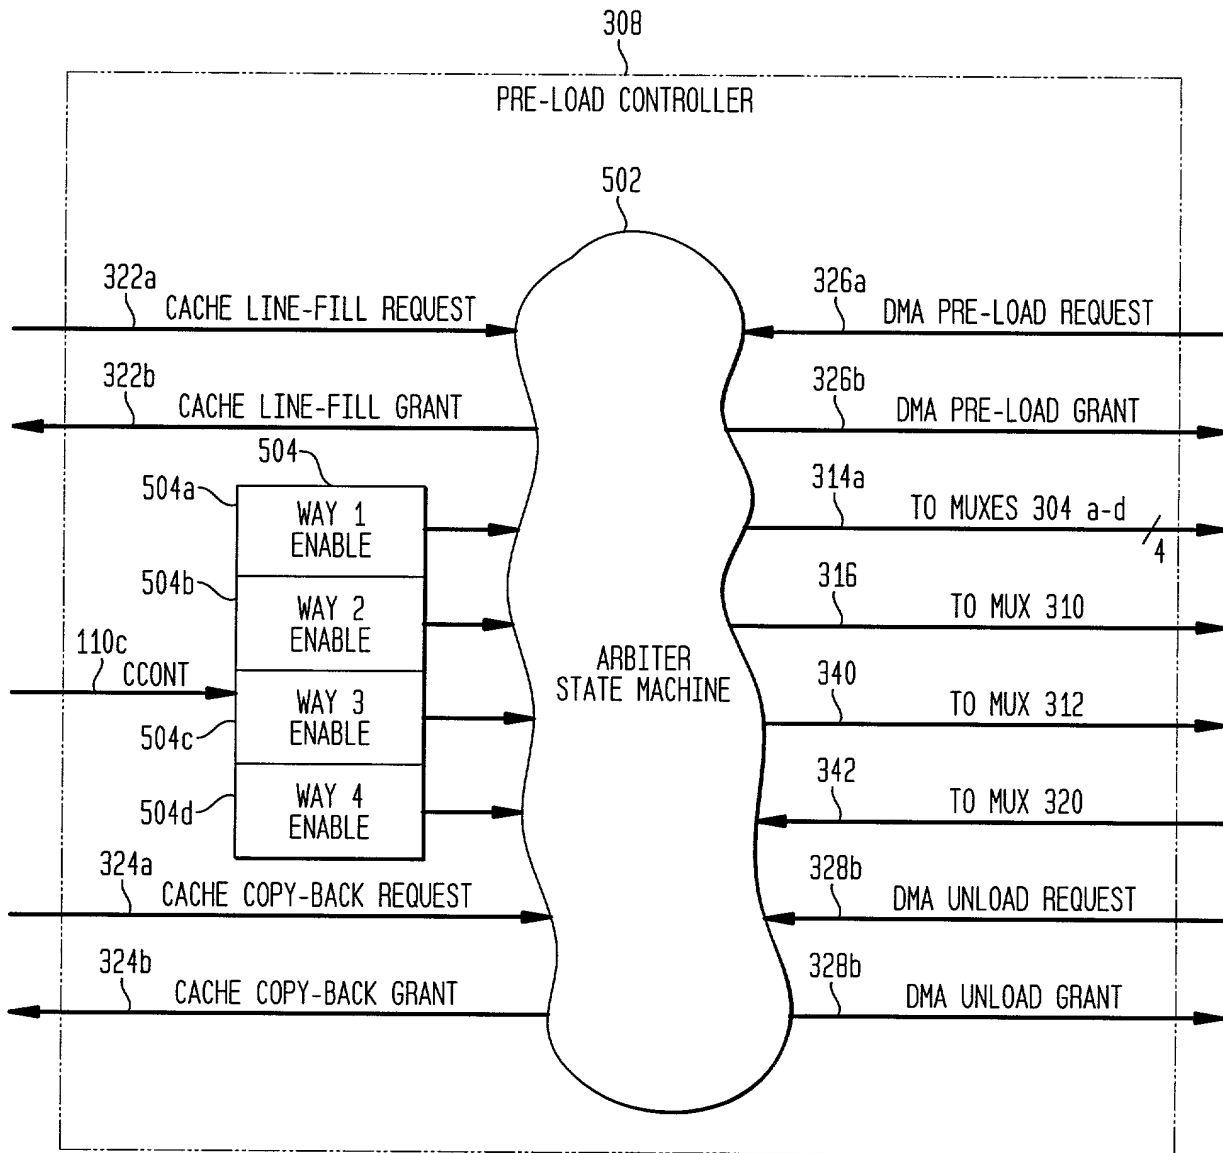 308
PRE-LOAD CONTROLLER
502
322a
CACHE LINE-FILL REQUEST
326a
DMA PRE-LOAD REQUEST
322b
CACHE LINE-FILL GRANT
326b
DMA PRE-LOAD GRANT
504
504a
WAY 1
ENABLE
314a
TO MUXES 304 a-d
4
504b
WAY 2
ENABLE
316
TO MUX 310
110c
CCONT
504c
WAY 3
ENABLE
ARBITER
STATE MACHINE
340
TO MUX 312
504d
WAY 4
ENABLE
342
TO MUX 320
324a
CACHE COPY-BACK REQUEST
328b
DMA UNLOAD REQUEST
324b
CACHE COPY-BACK GRANT
328b
DMA UNLOAD GRANT